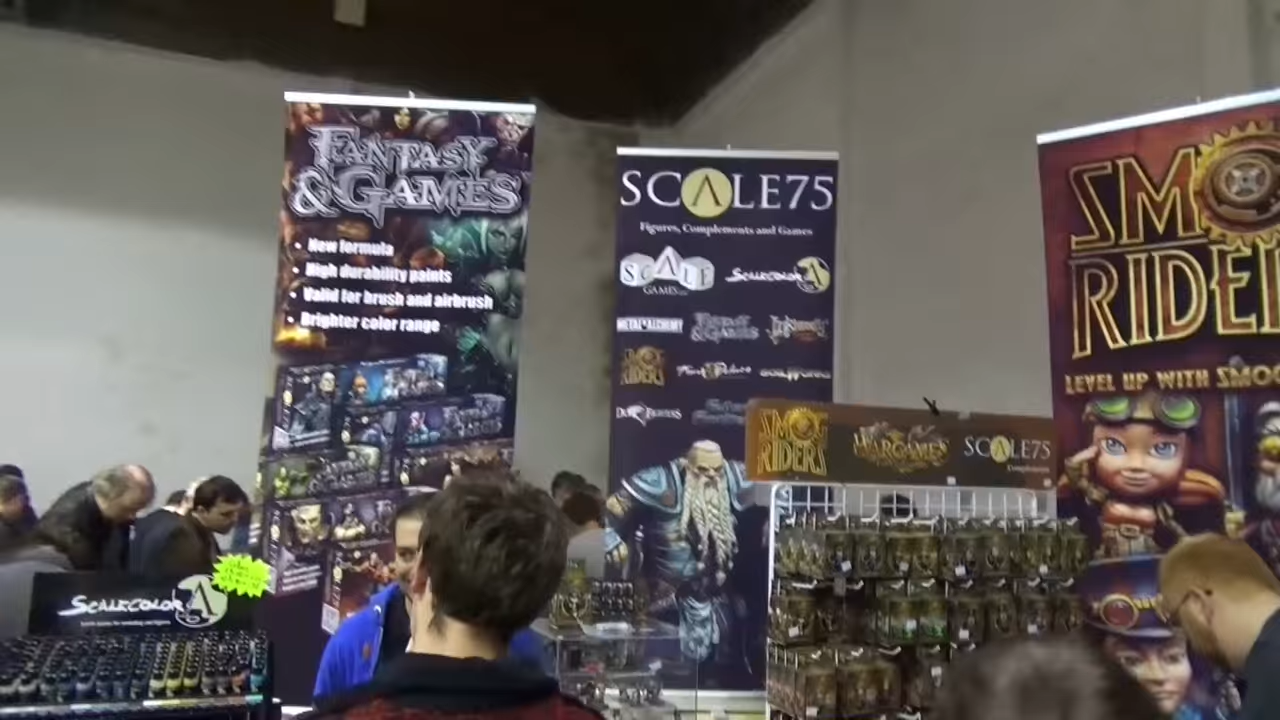 FANTASY
&GAMES
• New formula
• High durability paints
• Valid for brush and airbrush
• Brighter color range
SCALE75
Figures, Complements and Games
SCALE
GAMES
SCALECOLOR
METAL ALCHEMY
FANTASY
&GAMES
SMOG
RIDERS
SMOG
RIDERS
WARGAMES
SCALE75
SMO
RIDE
LEVEL UP WITH SMO
SCALECOLOR